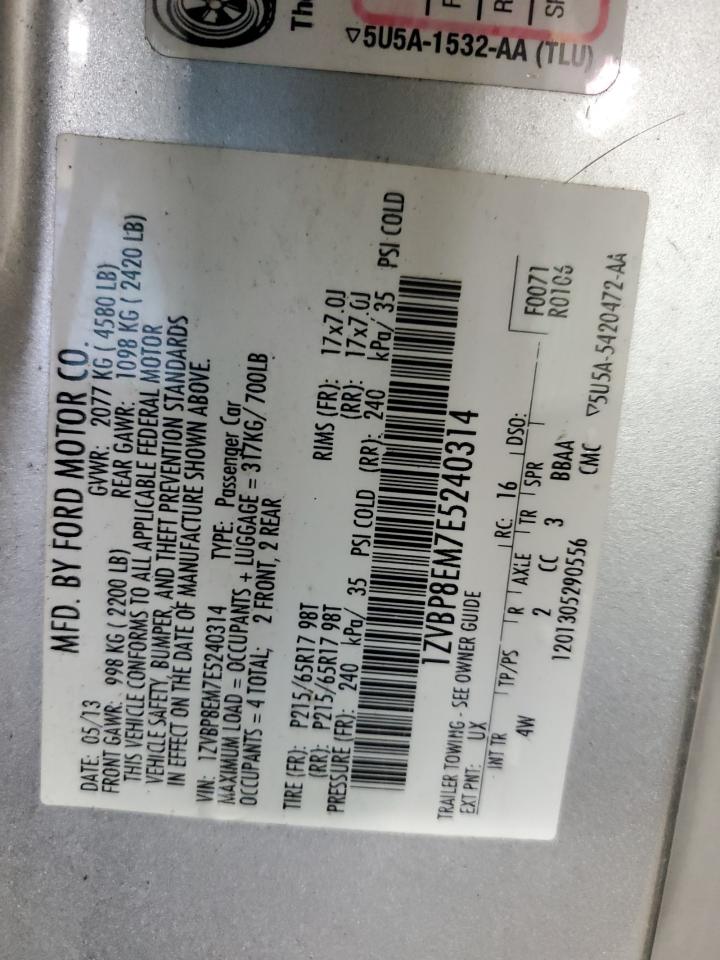 Th
▽5U5A-1532-AA (TLU)
MFD. BY FORD MOTOR CO.
DATE: 05/13 GVWR: 2077 KG ( 4580 LB)
FRONT GAWR: 998 KG ( 2200 LB) REAR GAWR: 1098 KG ( 2420 LB)
THIS VEHICLE CONFORMS TO ALL APPLICABLE FEDERAL MOTOR
VEHICLE SAFETY, BUMPER, AND THEFT PREVENTION STANDARDS
IN EFFECT ON THE DATE OF MANUFACTURE SHOWN ABOVE.
VIN: 1ZVBP8EM7E5240314 TYPE: Passenger Car
MAXIMUM LOAD = OCCUPANTS + LUGGAGE = 317KG/700LB
OCCUPANTS = 4 TOTAL; 2 FRONT, 2 REAR
TIRE (FR): P215/65R17 98T RIMS (FR): 17x7.0J
(RR): P215/65R17 98T (RR): 17x7.0J
PRESSURE (FR): 240 kPa/ 35 PSI COLD (RR): 240 kPa/ 35 PSI COLD
1ZVBP8EM7E5240314
TRAILER TOWING - SEE OWNER GUIDE
EXT PNT: UX RC: 16 DSO:
INT TR TP/PS R AXLE TR SPR
4W 2 CC 3 BBAA
F0071
R0106
1201305290556 CMC ▽5U5A-5420472-AA